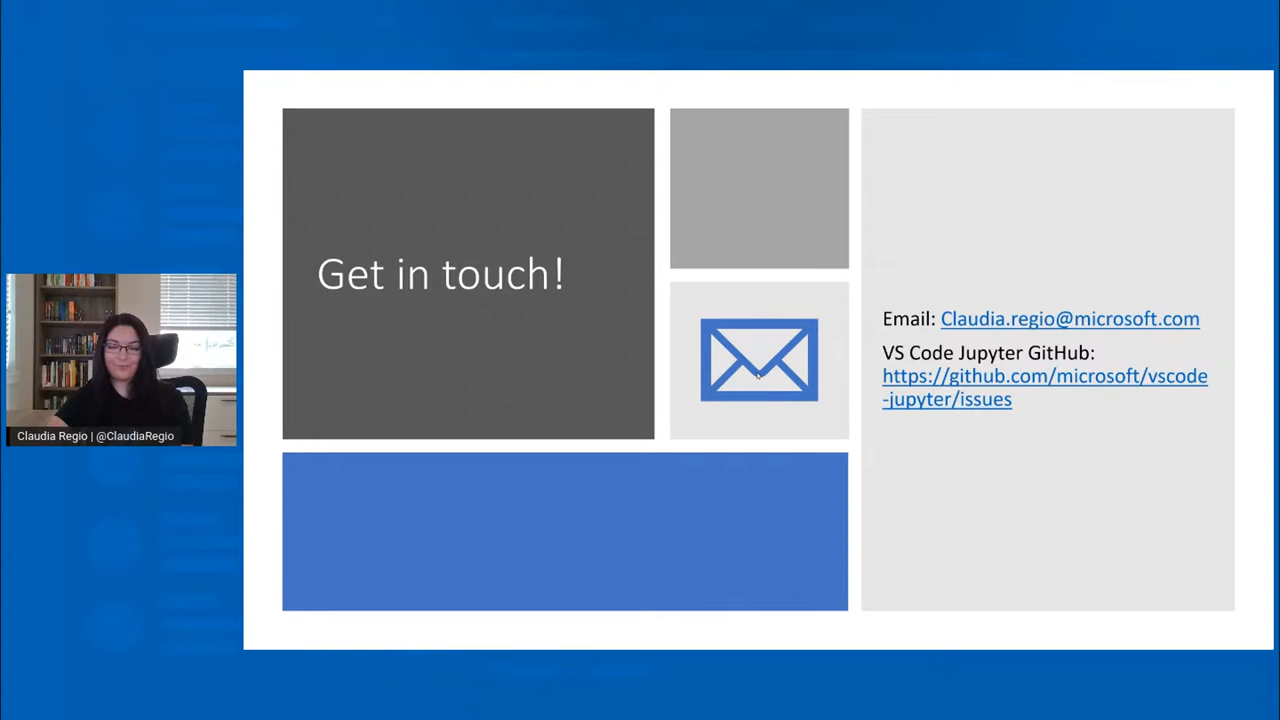 Get in touch!
Email: Claudia.regio@microsoft.com
VS Code Jupyter GitHub:
https://github.com/microsoft/vscode
-jupyter/issues
Claudia Regio | @ClaudiaRegio